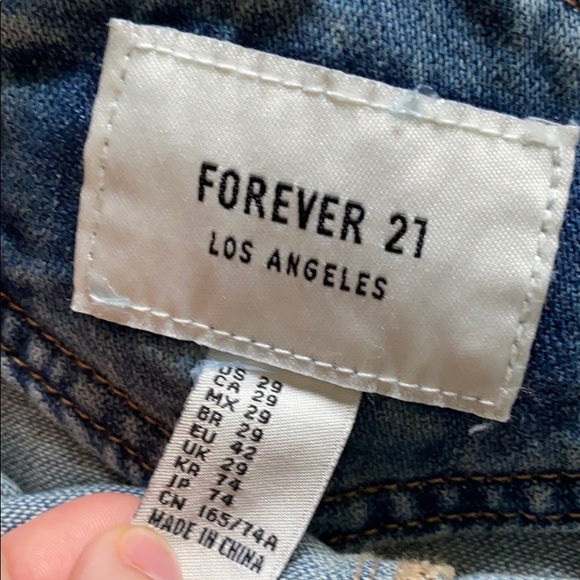 FOREVER 21
LOS ANGELES
US 29
CA 29
MX 29
BR 29
EU 42
UK 29
KR 74
JP 74
CN 165/74A
MADE IN CHINA